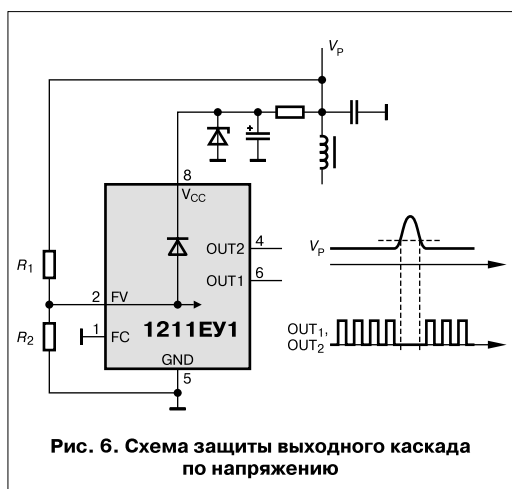 V_P
8
V_CC
OUT2 4
OUT1 6
V_P
R_1
2 FV
1 FC
1211ЕУ1
R_2
GND
5
OUT_1,
OUT_2
Рис. 6. Схема защиты выходного каскада
по напряжению